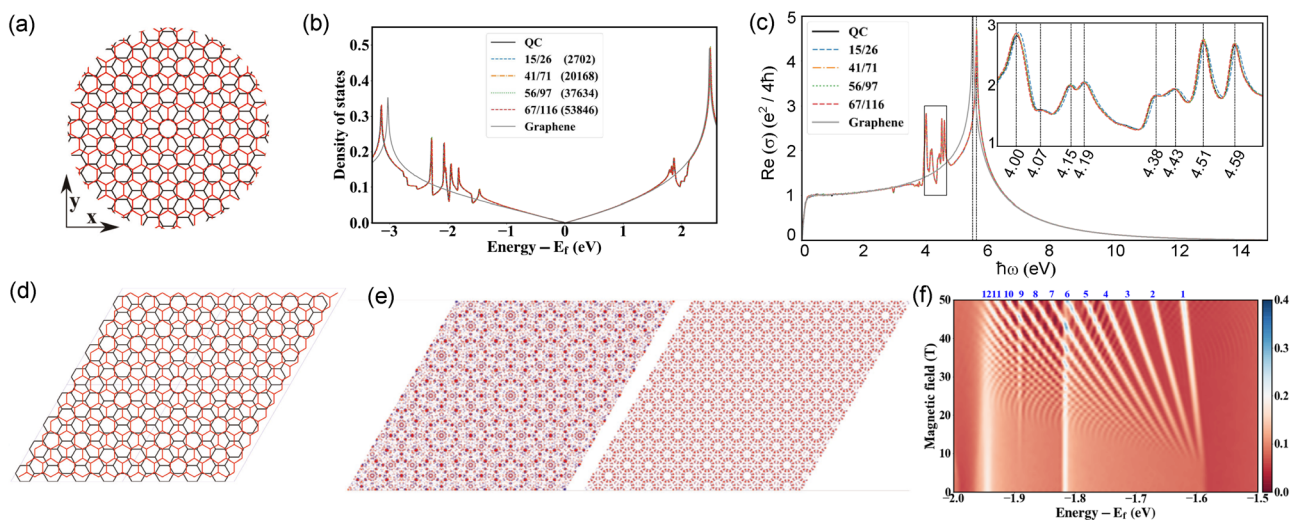 (a)
y
x
(b)
Density of states
0.5
0.4
0.3
0.2
0.1
0.0
QC
15/26 (2702)
41/71 (20168)
56/97 (37634)
67/116 (53846)
Graphene
−3 −2 −1 0 1 2
Energy − E_f (eV)
(c)
Re (σ) (e² / 4ℏ)
5
4
3
2
1
0
QC
15/26
41/71
56/97
67/116
Graphene
3
2
1
4.00 4.07 4.15 4.19 4.38 4.43 4.51 4.59
0 2 4 6 8 10 12 14
ℏω (eV)
(d)
(e)
(f)
12 11 10 9 8 7 6 5 4 3 2 1
Magnetic field (T)
50
40
30
20
10
0
−2.0 −1.9 −1.8 −1.7 −1.6 −1.5
Energy − E_f (eV)
0.4
0.3
0.2
0.1
0.0